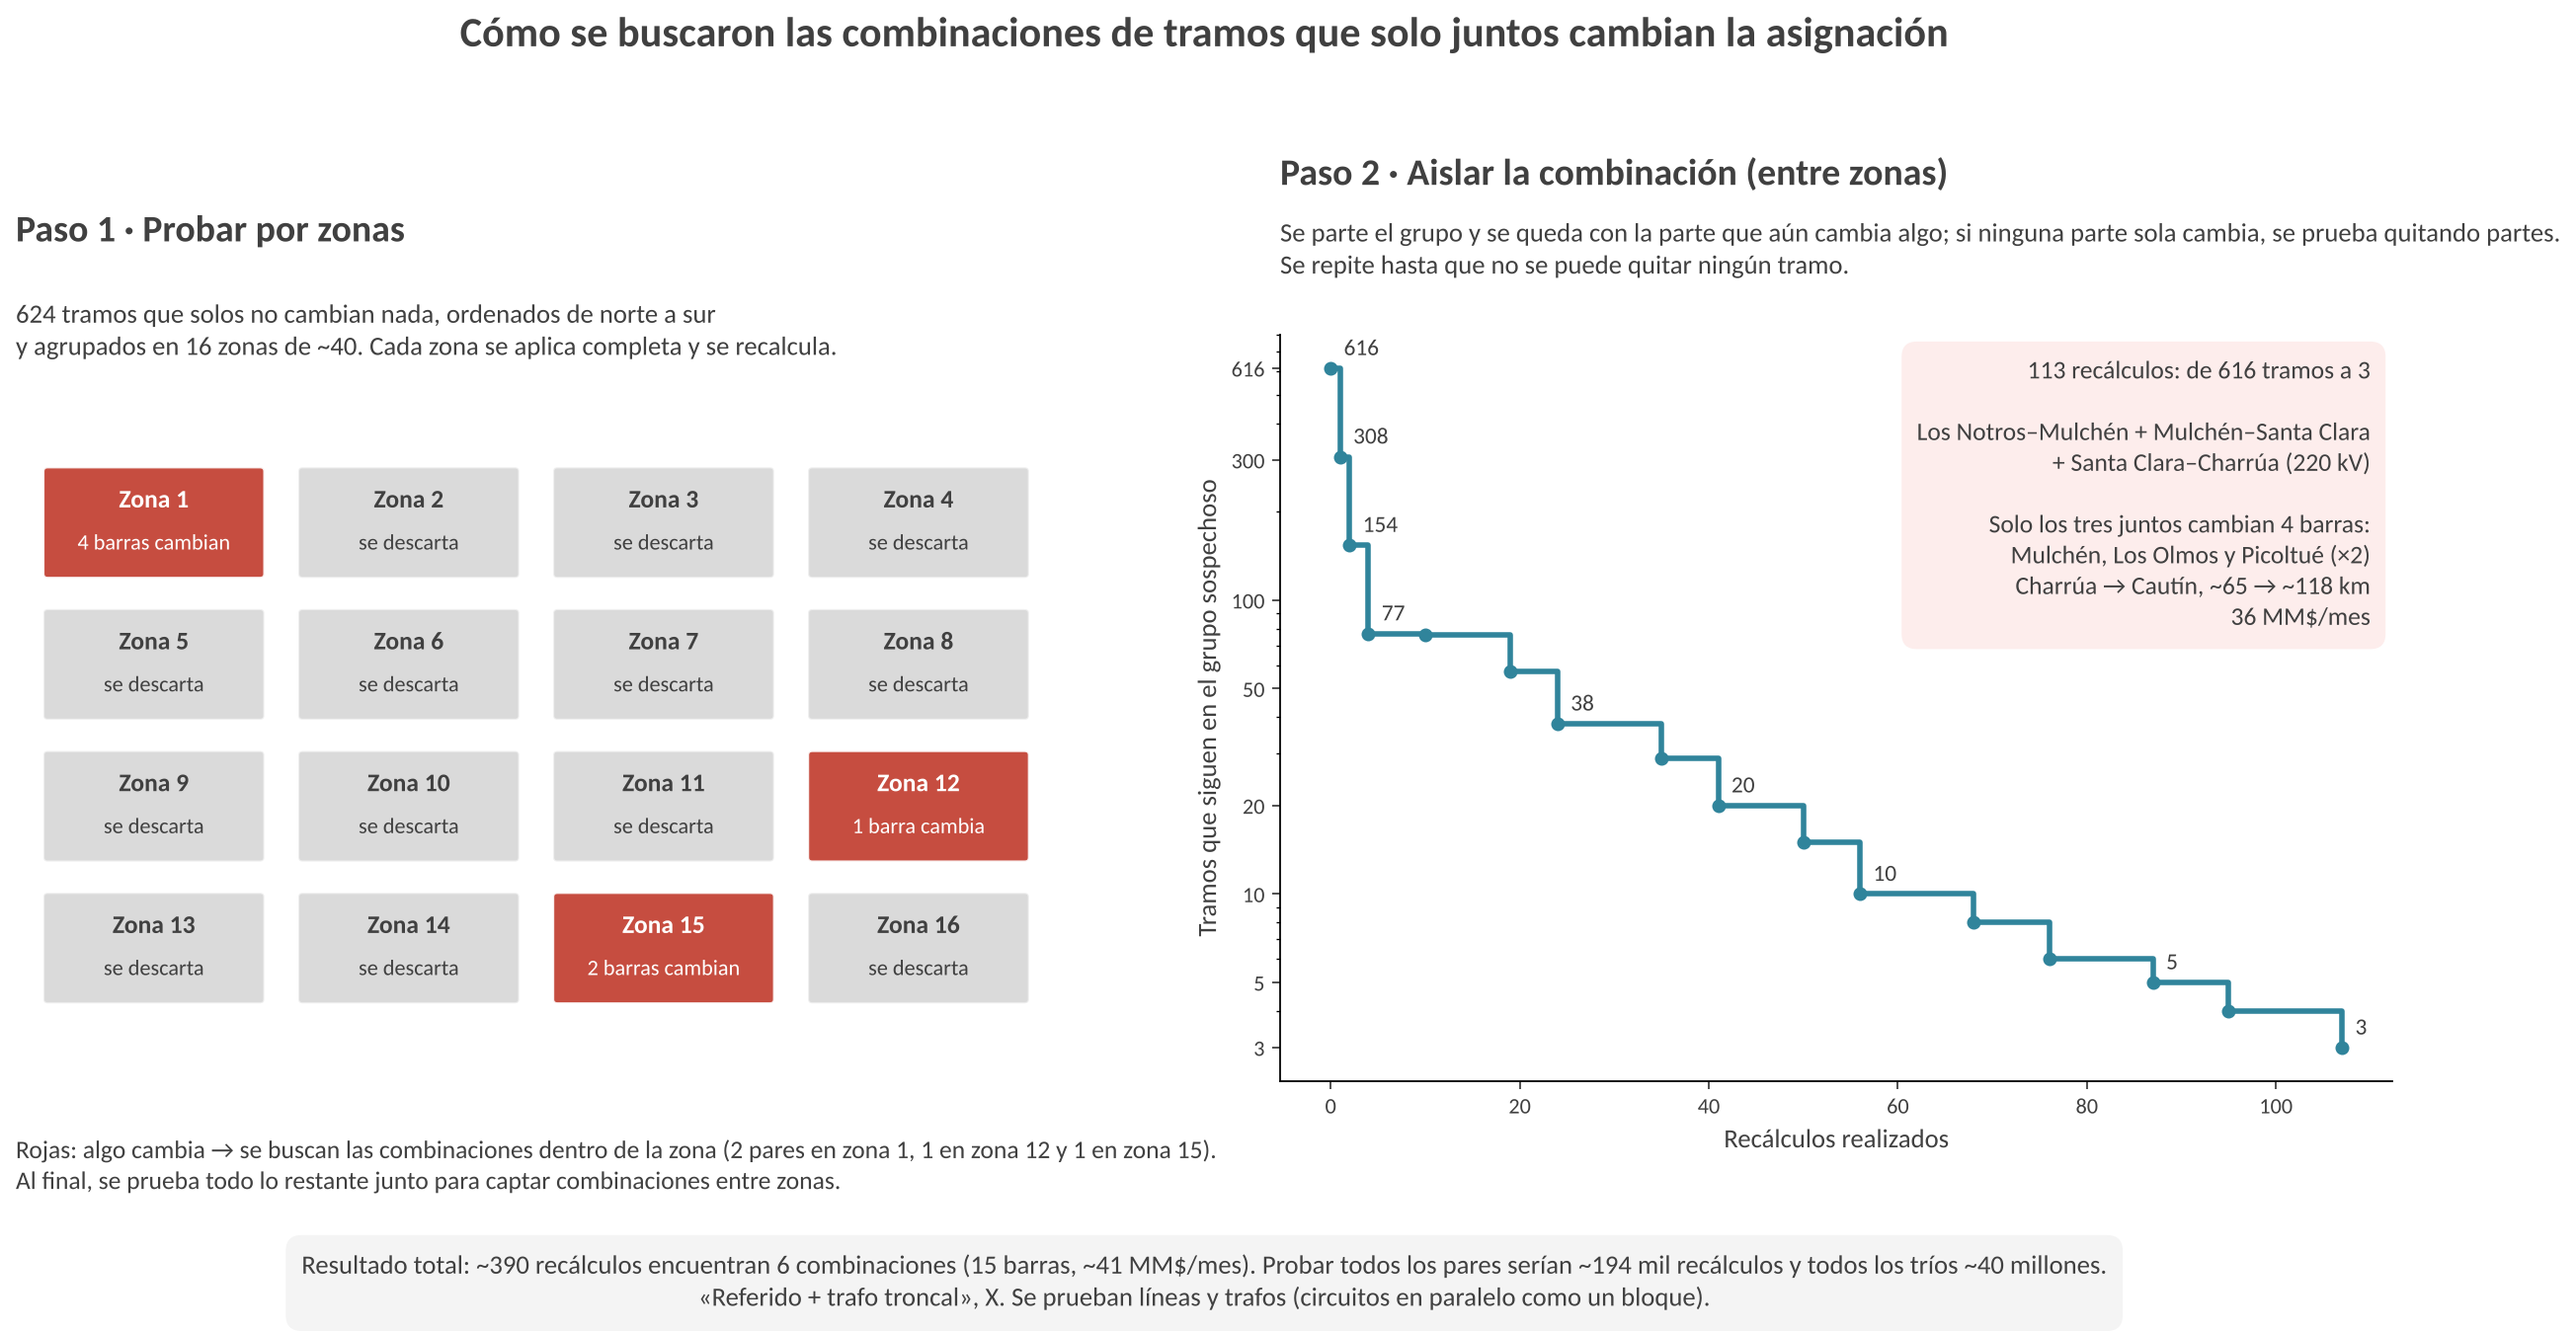 Cómo se buscaron las combinaciones de tramos que solo juntos cambian la asignación
Paso 1 · Probar por zonas
624 tramos que solos no cambian nada, ordenados de norte a sur
y agrupados en 16 zonas de ~40. Cada zona se aplica completa y se recalcula.
Zona 1
4 barras cambian
Zona 2
se descarta
Zona 3
se descarta
Zona 4
se descarta
Zona 5
se descarta
Zona 6
se descarta
Zona 7
se descarta
Zona 8
se descarta
Zona 9
se descarta
Zona 10
se descarta
Zona 11
se descarta
Zona 12
1 barra cambia
Zona 13
se descarta
Zona 14
se descarta
Zona 15
2 barras cambian
Zona 16
se descarta
Rojas: algo cambia → se buscan las combinaciones dentro de la zona (2 pares en zona 1, 1 en zona 12 y 1 en zona 15).
Al final, se prueba todo lo restante junto para captar combinaciones entre zonas.
Paso 2 · Aislar la combinación (entre zonas)
Se parte el grupo y se queda con la parte que aún cambia algo; si ninguna parte sola cambia, se prueba quitando partes.
Se repite hasta que no se puede quitar ningún tramo.
Tramos que siguen en el grupo sospechoso
616
300
100
50
20
10
5
3
616
308
154
77
38
20
10
5
3
113 recálculos: de 616 tramos a 3
Los Notros–Mulchén + Mulchén–Santa Clara
+ Santa Clara–Charrúa (220 kV)
Solo los tres juntos cambian 4 barras:
Mulchén, Los Olmos y Picoltué (×2)
Charrúa → Cautín, ~65 → ~118 km
36 MM$/mes
0
20
40
60
80
100
Recálculos realizados
Resultado total: ~390 recálculos encuentran 6 combinaciones (15 barras, ~41 MM$/mes). Probar todos los pares serían ~194 mil recálculos y todos los tríos ~40 millones.
«Referido + trafo troncal», X. Se prueban líneas y trafos (circuitos en paralelo como un bloque).